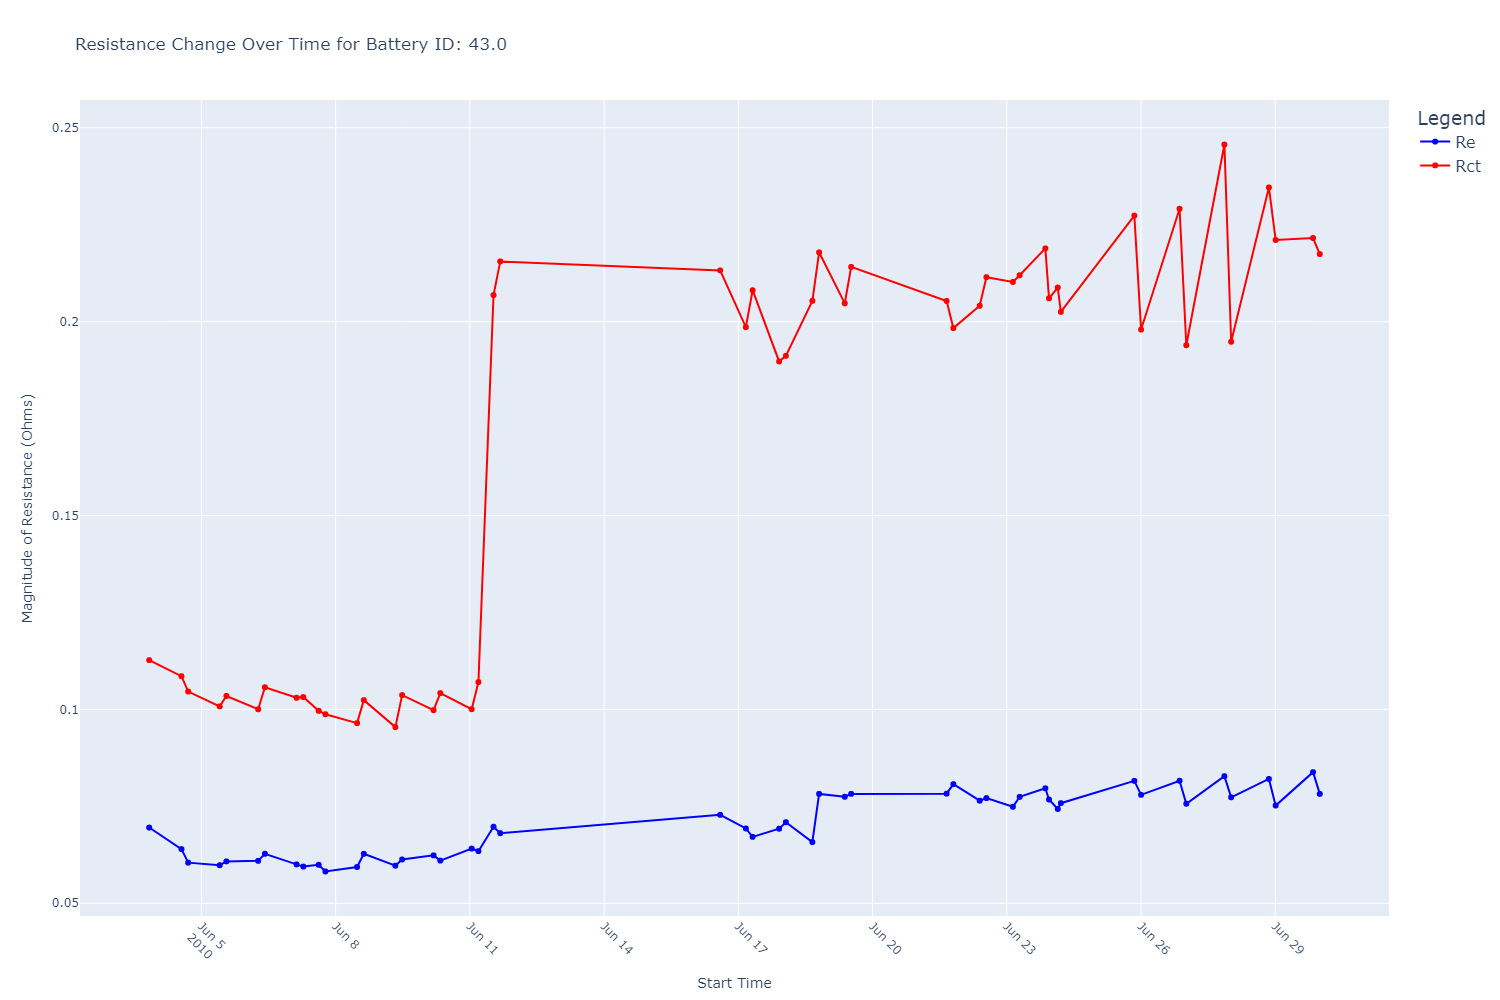 Resistance Change Over Time for Battery ID: 43.0
Legend
Re
Rct
Magnitude of Resistance (Ohms)
0.25
0.2
0.15
0.1
0.05
Jun 5
2010
Jun 8
Jun 11
Jun 14
Jun 17
Jun 20
Jun 23
Jun 26
Jun 29
Start Time